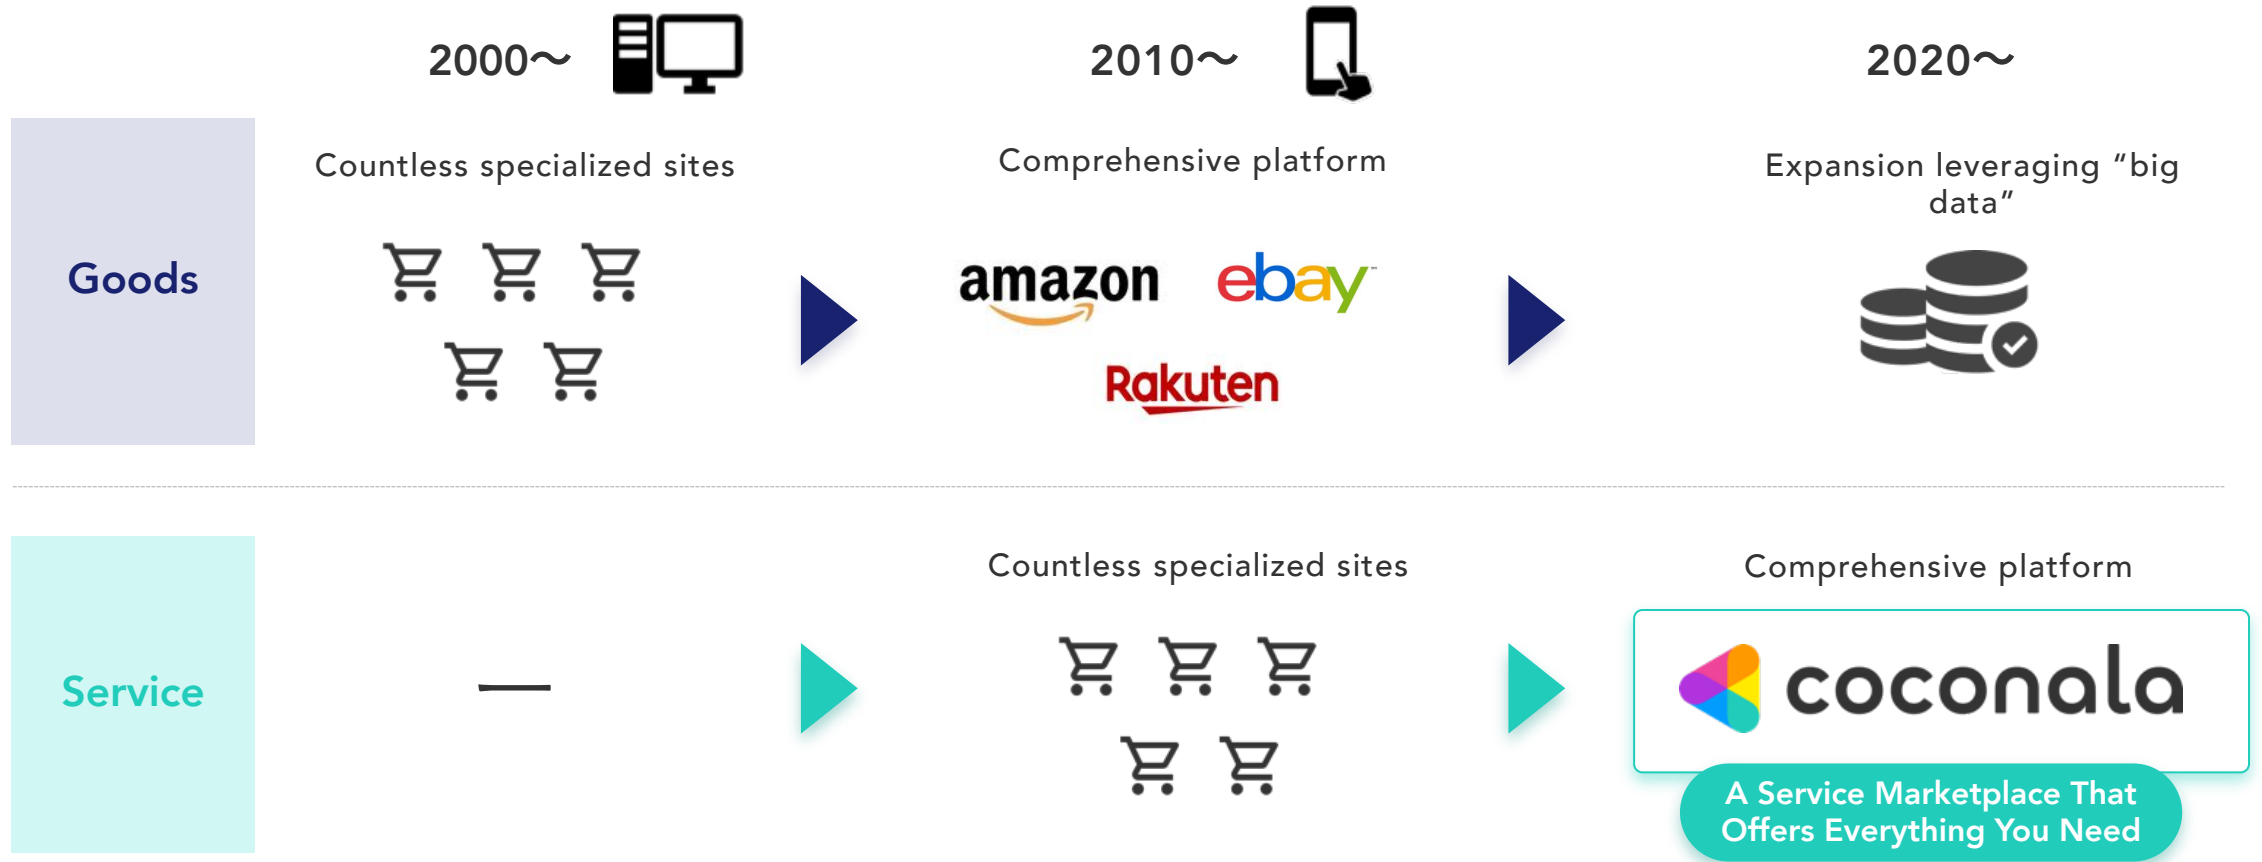 2000〜
2010〜
2020〜
Goods
Countless specialized sites
Comprehensive platform
Expansion leveraging “big
data”
amazon
ebay™
Rakuten
Service
—
Countless specialized sites
Comprehensive platform
coconala
A Service Marketplace That
Offers Everything You Need